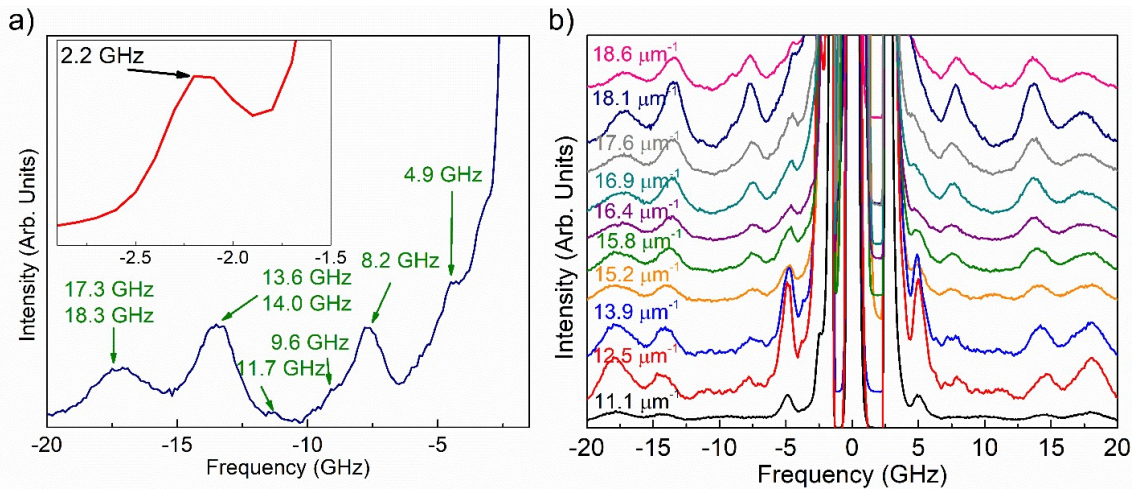 a)
2.2 GHz
-2.5 -2.0 -1.5
4.9 GHz
8.2 GHz
13.6 GHz
14.0 GHz
17.3 GHz
18.3 GHz
9.6 GHz
11.7 GHz
-20 -15 -10 -5
Frequency (GHz)
Intensity (Arb. Units)
b)
18.6 μm⁻¹
18.1 μm⁻¹
17.6 μm⁻¹
16.9 μm⁻¹
16.4 μm⁻¹
15.8 μm⁻¹
15.2 μm⁻¹
13.9 μm⁻¹
12.5 μm⁻¹
11.1 μm⁻¹
-20 -15 -10 -5 0 5 10 15 20
Frequency (GHz)
Intensity (Arb. Units)